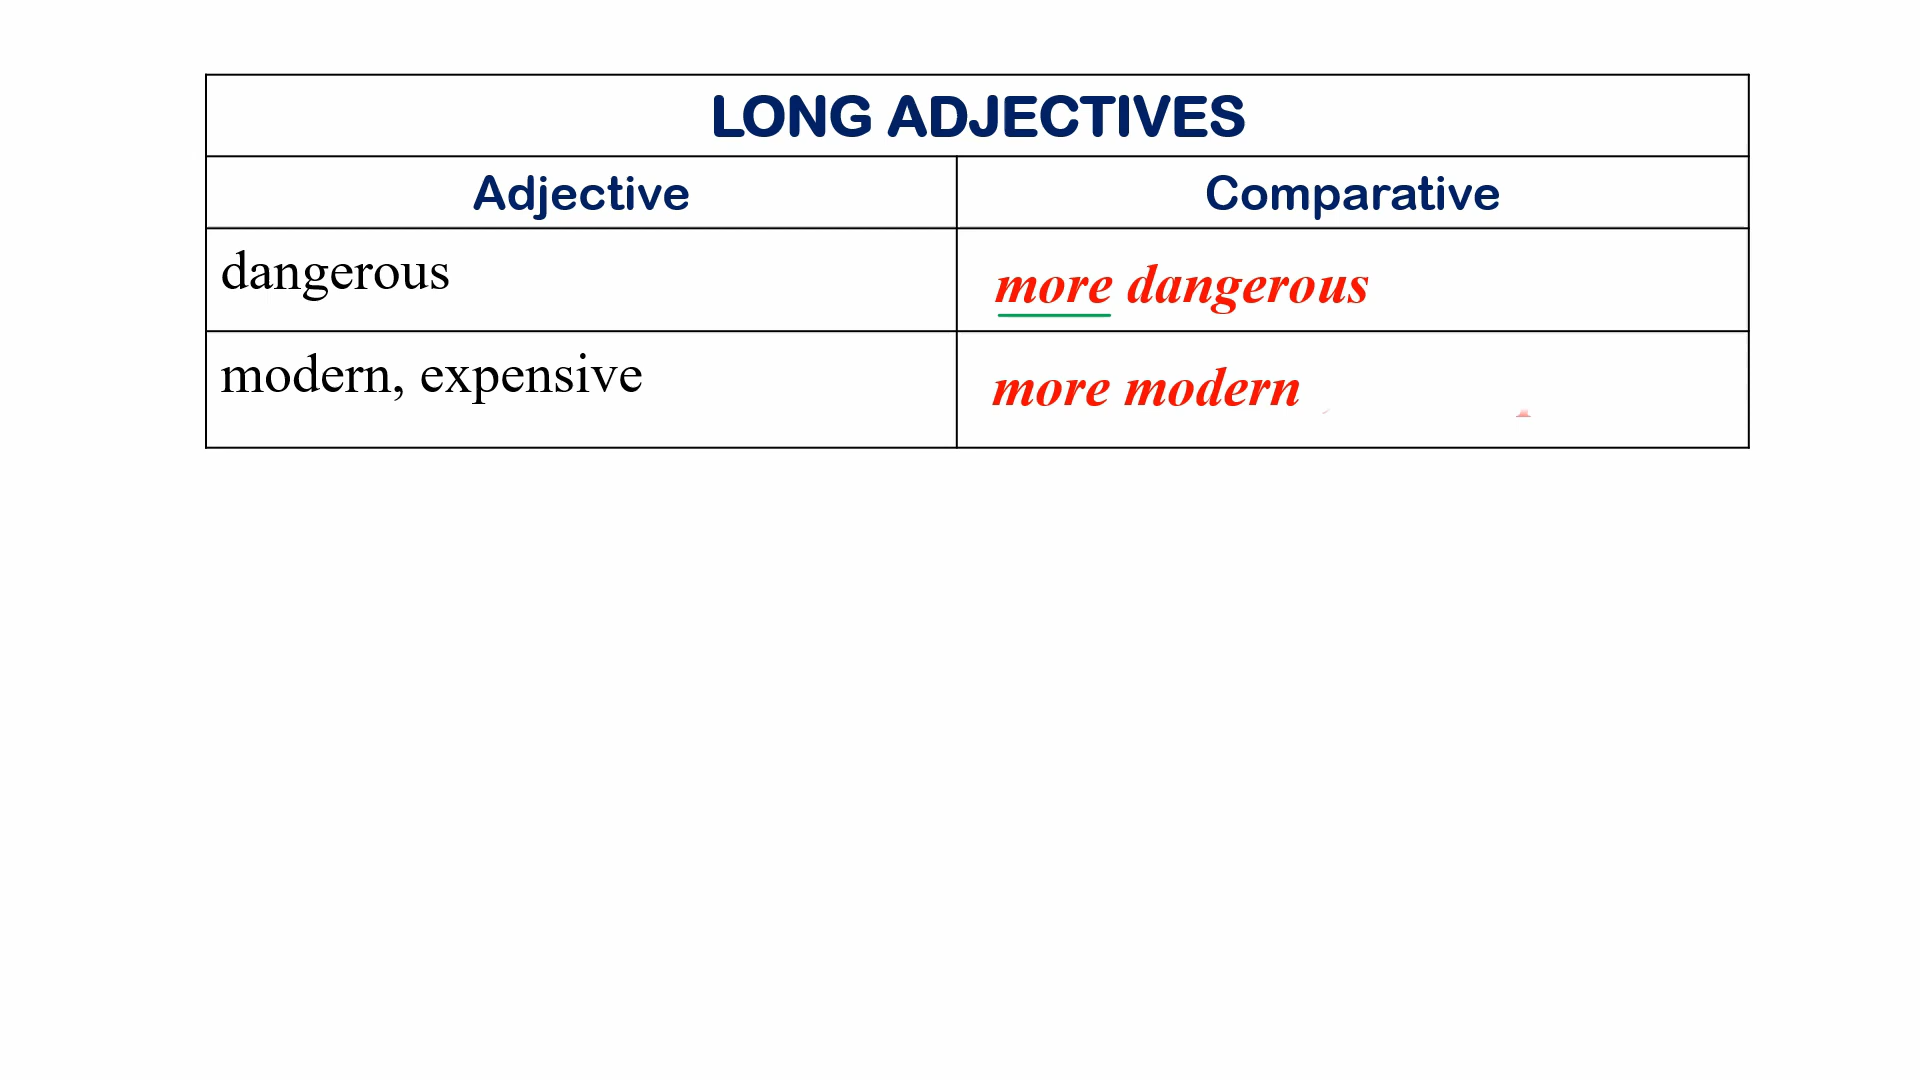 LONG ADJECTIVES
Adjective
Comparative
dangerous
more dangerous
modern, expensive
more modern